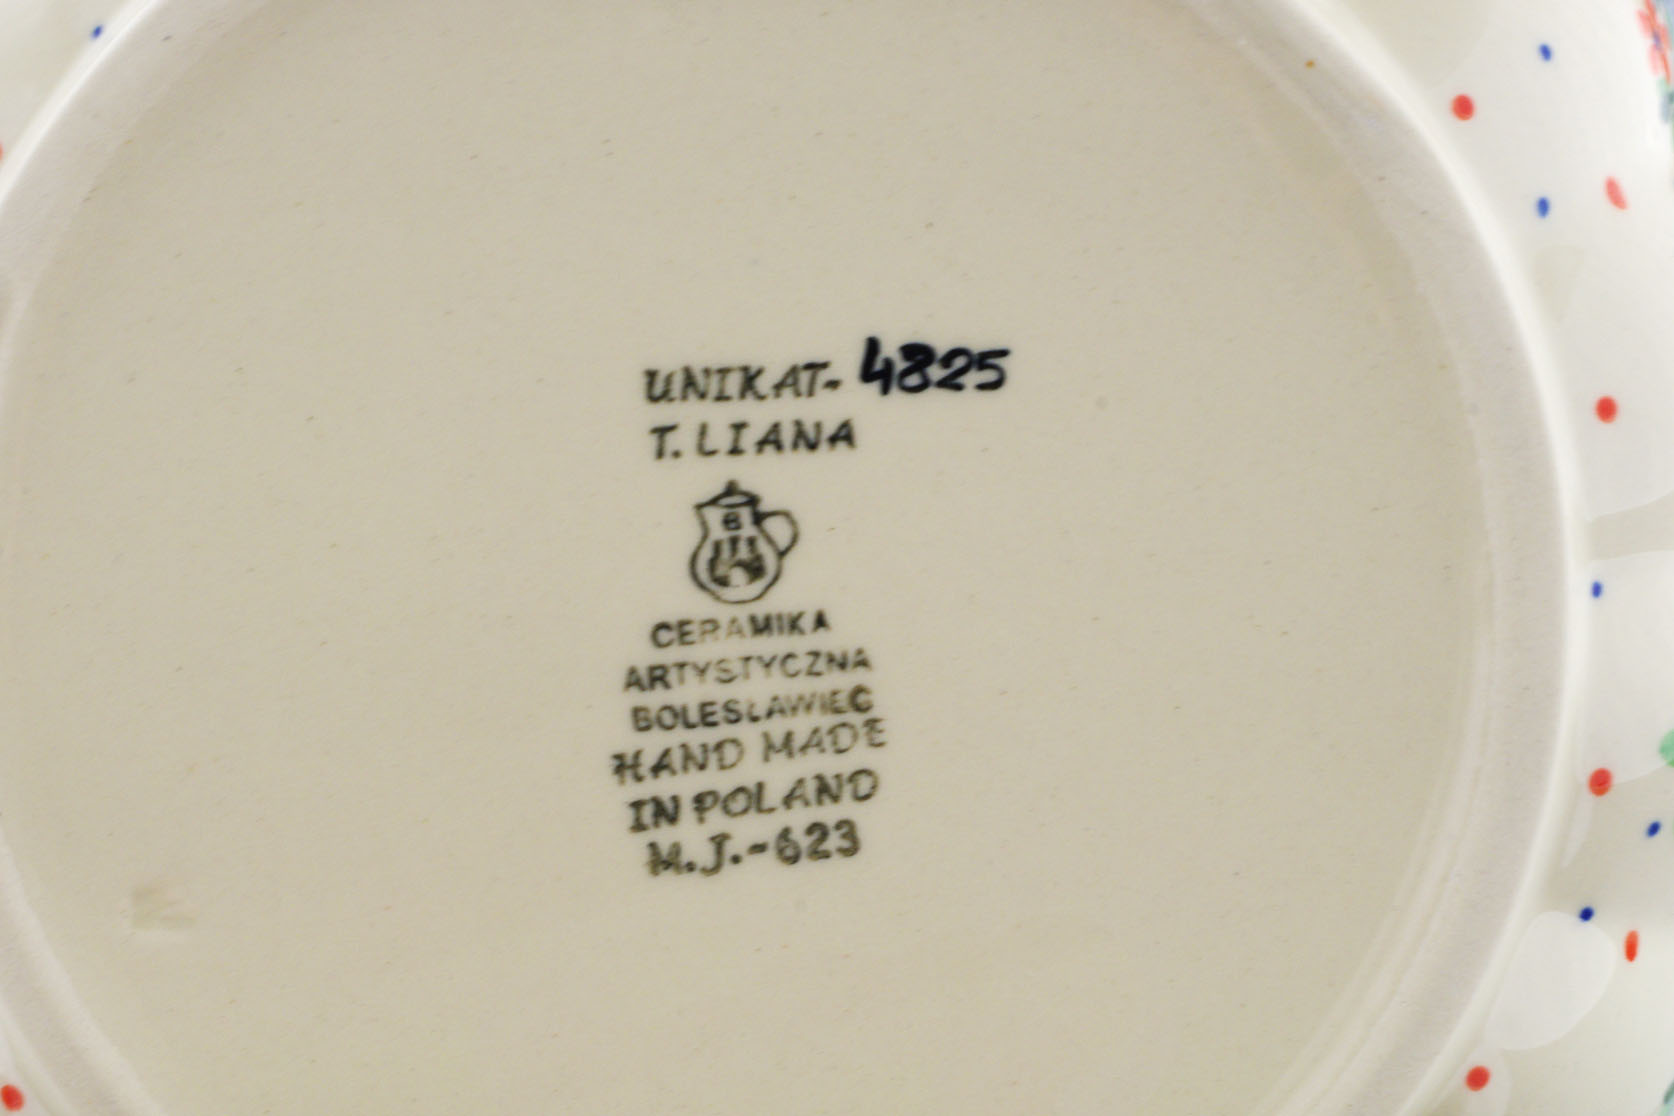 UNIKAT- 4825
T. LIANA
B
CERAMIKA
ARTYSTYCZNA
BOLESŁAWIEC
HAND MADE
IN POLAND
M.J.-623